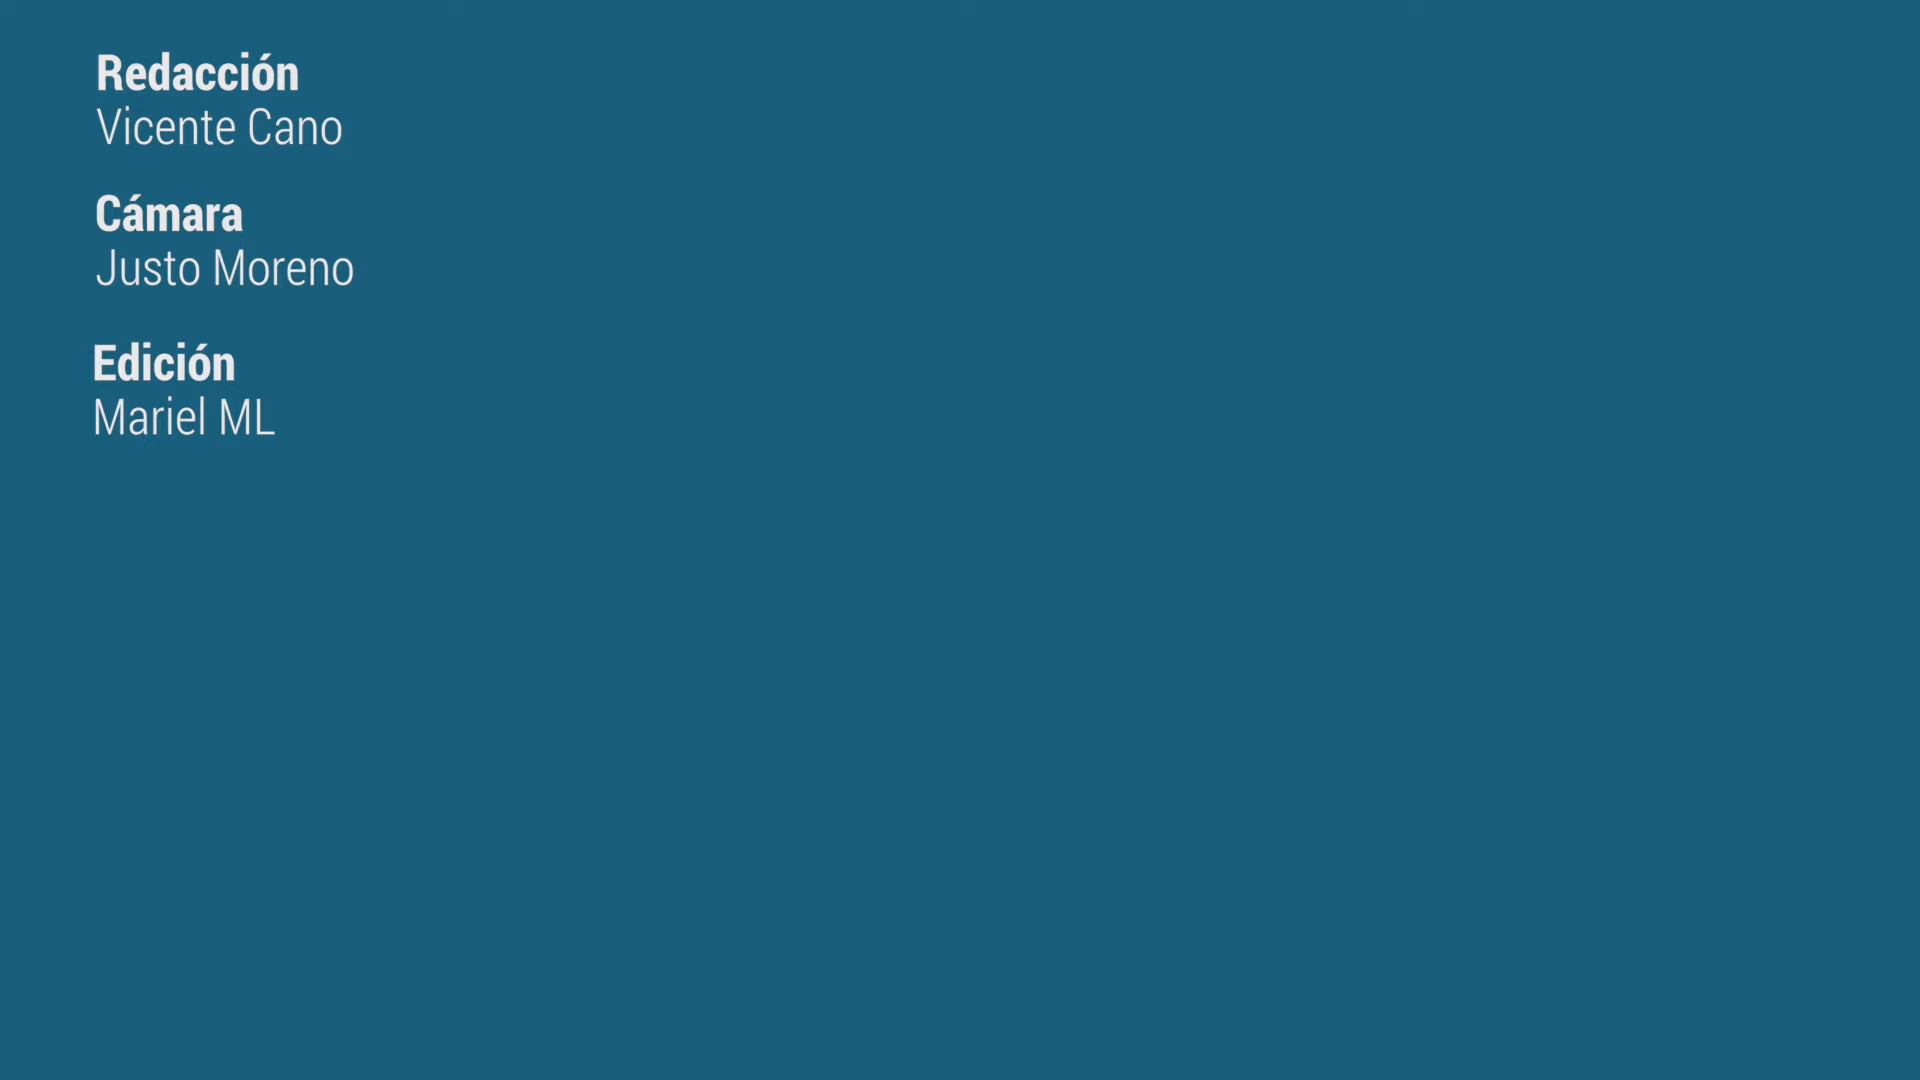 Redacción
Vicente Cano
Cámara
Justo Moreno
Edición
Mariel ML